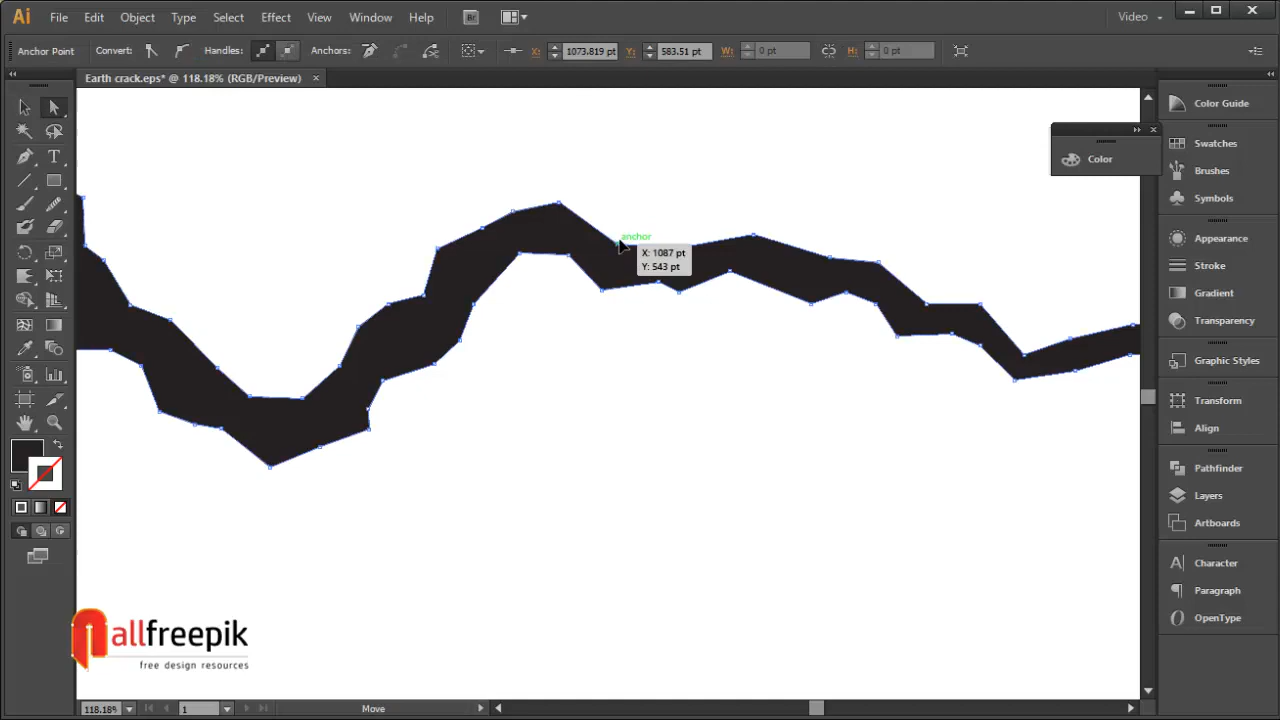 Ai File Edit Object Type Select Effect View Window Help Br Video
Anchor Point Convert: Handles: Anchors: X: 1073.819 pt Y: 583.51 pt W: 0 pt H: 0 pt
Earth crack.eps* @ 118.18% (RGB/Preview)
Color
anchor
X: 1087 pt
Y: 543 pt
Color Guide
Swatches
Brushes
Symbols
Appearance
Stroke
Gradient
Transparency
Graphic Styles
Transform
Align
Pathfinder
Layers
Artboards
Character
Paragraph
OpenType
allfreepik
free design resources
118.18% 1 Move